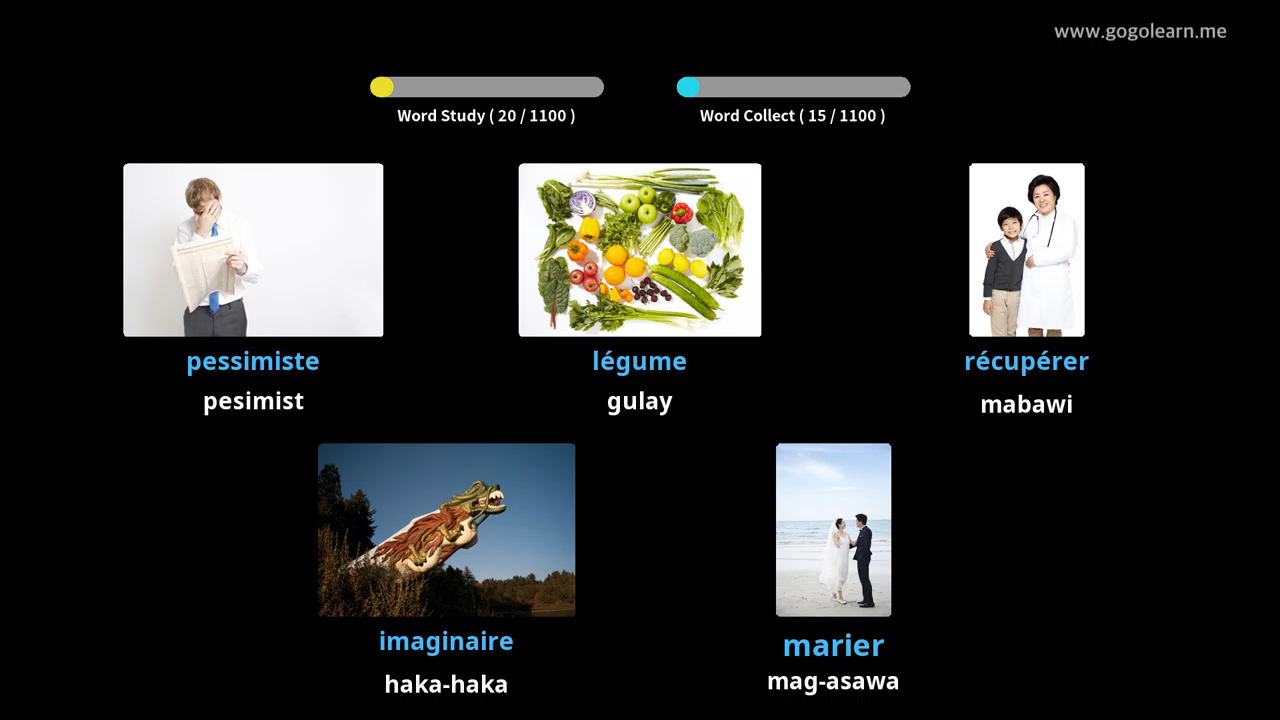 www.gogolearn.me
Word Study ( 20 / 1100 )
Word Collect ( 15 / 1100 )
pessimiste
pesimist
légume
gulay
récupérer
mabawi
imaginaire
haka-haka
marier
mag-asawa